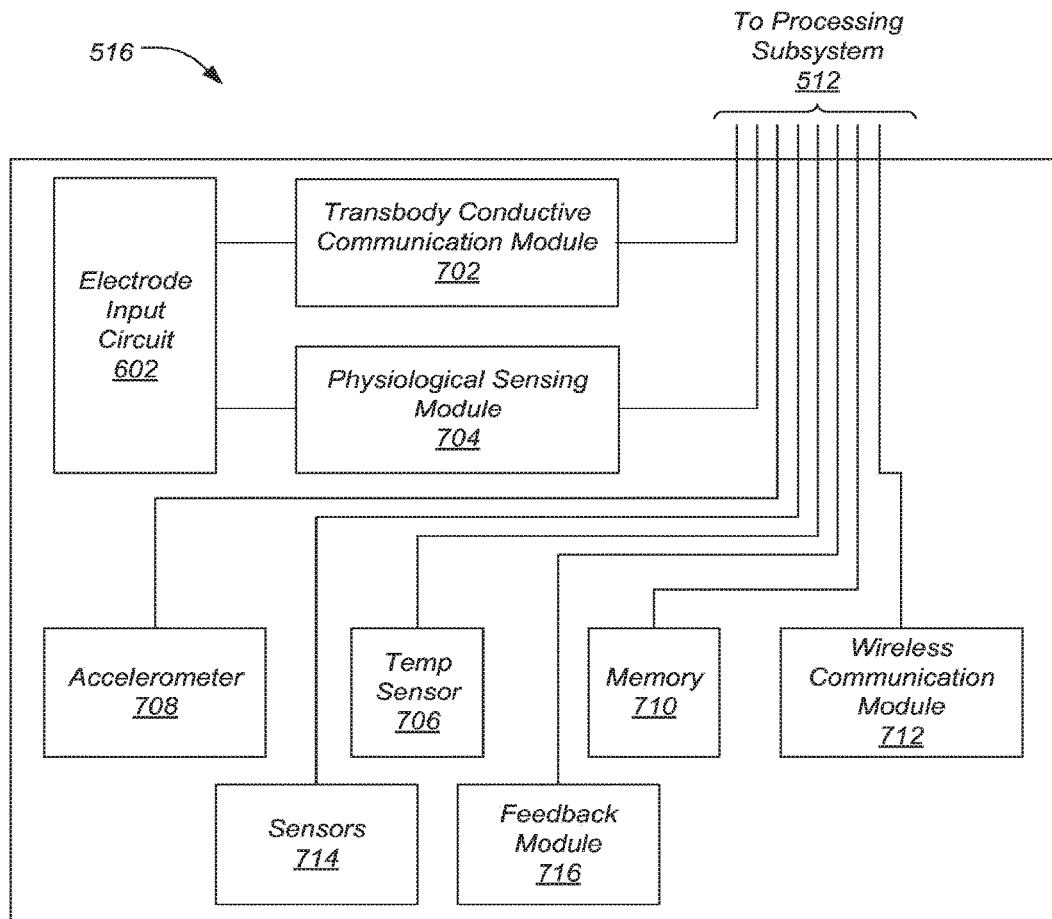 516
To Processing
Subsystem
512
Transbody Conductive
Communication Module
702
Electrode
Input
Circuit
602
Physiological Sensing
Module
704
Accelerometer
708
Temp
Sensor
706
Memory
710
Wireless
Communication
Module
712
Sensors
714
Feedback
Module
716